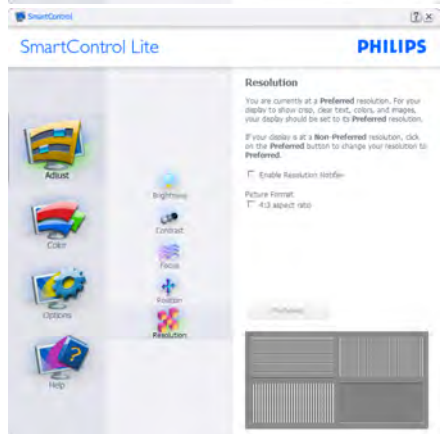 SmartControl
SmartControl Lite
PHILIPS
Adjust
Color
Options
Help
Brightness
Contrast
Focus
Position
Resolution
Resolution
You are currently at a Preferred resolution. For your
display to show crisp, clear text, colors, and images,
your display should be set to its Preferred resolution.
If your display is at a Non-Preferred resolution, click
on the Preferred button to change your resolution to
Preferred.
Enable Resolution Notifier
Picture Format
4:3 aspect ratio
Preferred